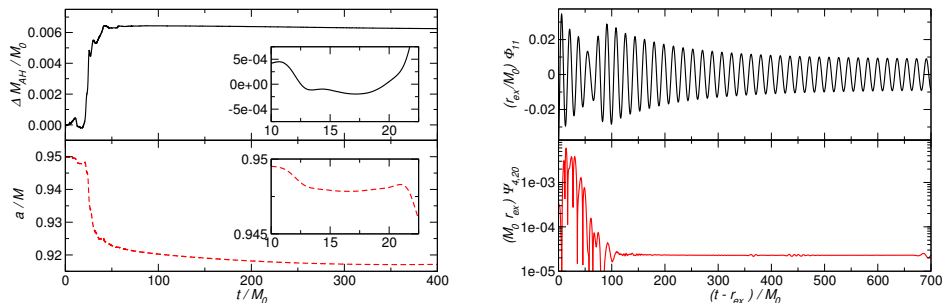 Δ M_AH / M_0
0.006
0.004
0.002
0.000
5e-04
0e+00
-5e-04
10 15 20
a / M
0.95
0.94
0.93
0.92
0.95
0.945
10 15 20
0 100 200 300 400
t / M_0
(r_ex / M_0) Φ_11
0.02
0
-0.02
(M_0 r_ex) Ψ_4,20
1e-03
1e-04
1e-05
0 100 200 300 400 500 600 700
(t - r_ex) / M_0